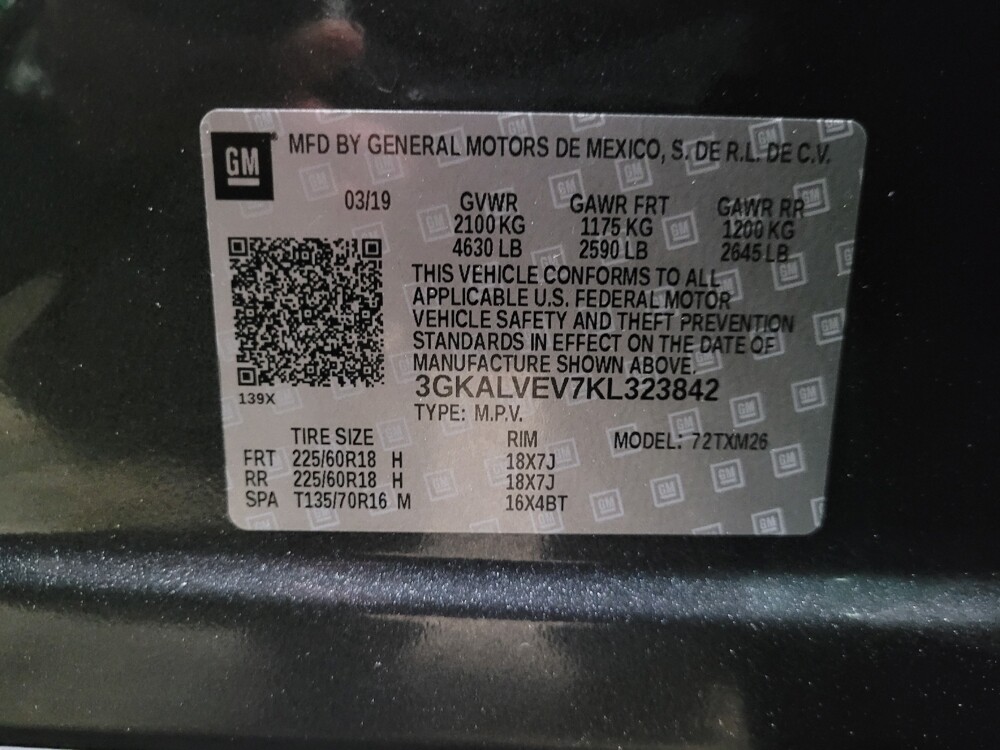 GM MFD BY GENERAL MOTORS DE MEXICO, S. DE R.L. DE C.V.
03/19 GVWR GAWR FRT GAWR RR
2100 KG 1175 KG 1200 KG
4630 LB 2590 LB 2645 LB
THIS VEHICLE CONFORMS TO ALL
APPLICABLE U.S. FEDERAL MOTOR
VEHICLE SAFETY AND THEFT PREVENTION
STANDARDS IN EFFECT ON THE DATE OF
MANUFACTURE SHOWN ABOVE.
3GKALVEV7KL323842
139X
TYPE: M.P.V.
TIRE SIZE RIM MODEL: 72TXM26
FRT 225/60R18 H 18X7J
RR 225/60R18 H 18X7J
SPA T135/70R16 M 16X4BT